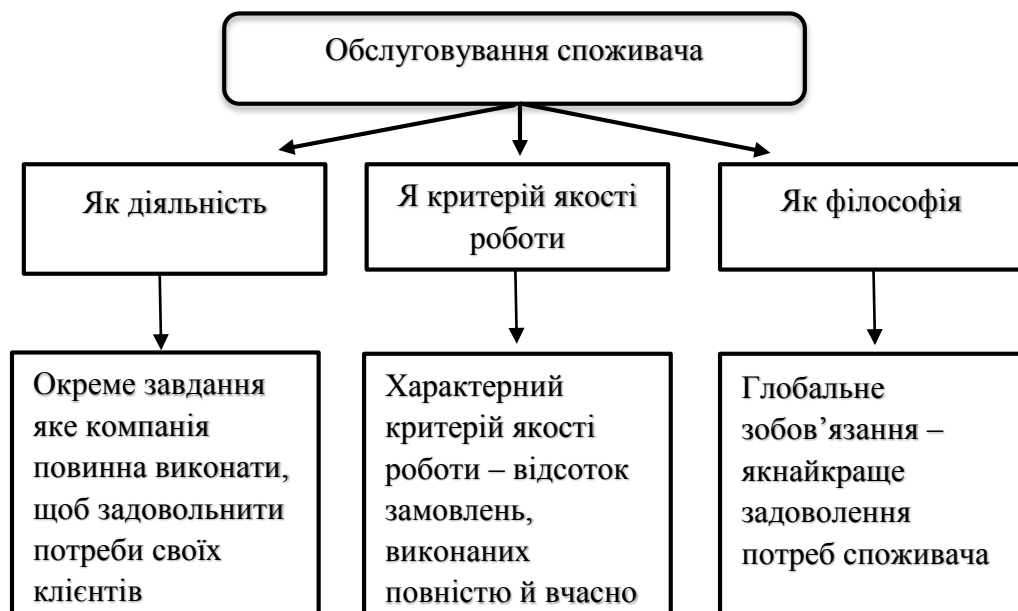 Обслуговування споживача
Як діяльність
Я критерій якості
роботи
Як філософія
Окреме завдання
яке компанія
повинна виконати,
щоб задовольнити
потреби своїх
клієнтів
Характерний
критерій якості
роботи – відсоток
замовлень,
виконаних
повністю й вчасно
Глобальне
зобов’язання –
якнайкраще
задоволення
потреб споживача